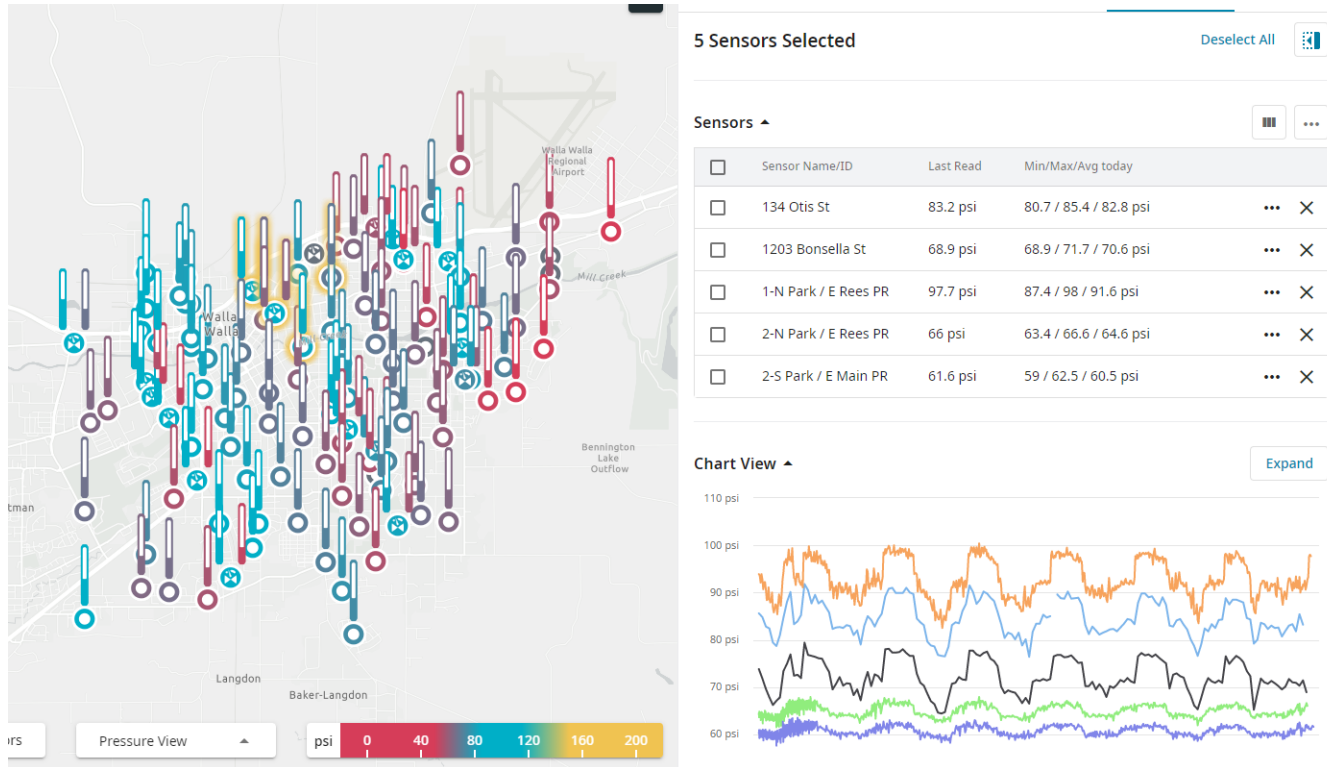 Walla Walla
Regional
Airport
Mill Creek
Walla
Walla
Mill Creek
Bennington
Lake
Outflow
tman
Langdon
Baker-Langdon
ors
Pressure View
psi 0 40 80 120 160 200
5 Sensors Selected
Deselect All
Sensors
Sensor Name/ID Last Read Min/Max/Avg today
134 Otis St 83.2 psi 80.7 / 85.4 / 82.8 psi
1203 Bonsella St 68.9 psi 68.9 / 71.7 / 70.6 psi
1-N Park / E Rees PR 97.7 psi 87.4 / 98 / 91.6 psi
2-N Park / E Rees PR 66 psi 63.4 / 66.6 / 64.6 psi
2-S Park / E Main PR 61.6 psi 59 / 62.5 / 60.5 psi
Chart View
Expand
110 psi
100 psi
90 psi
80 psi
70 psi
60 psi